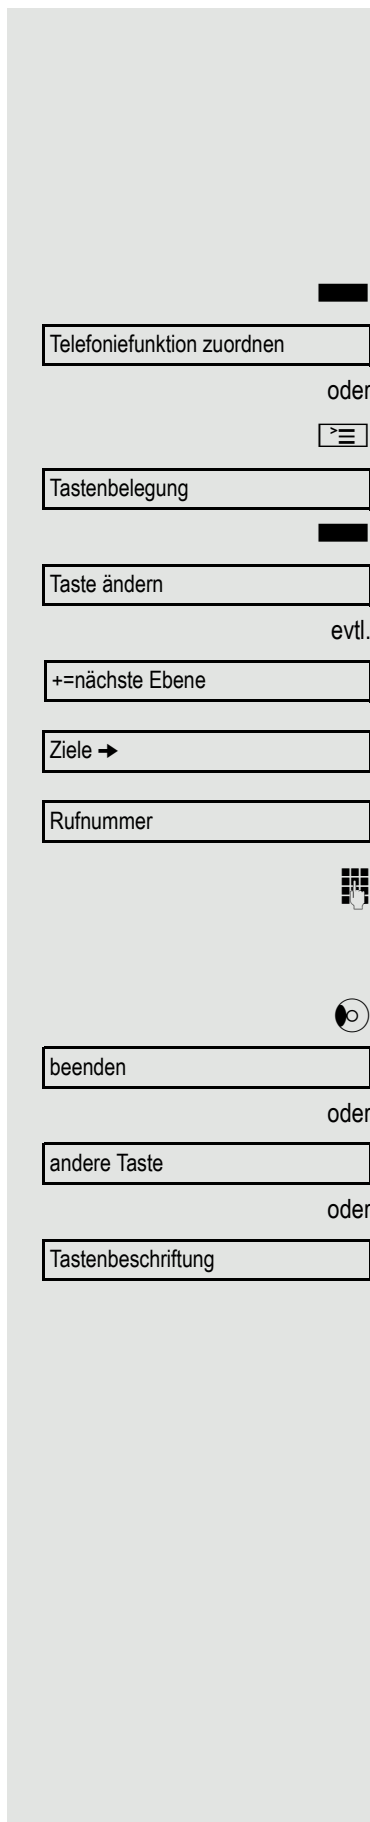 Telefoniefunktion zuordnen
oder
Tastenbelegung
Taste ändern
evtl.
+=nächste Ebene
Ziele →
Rufnummer
beenden
oder
andere Taste
oder
Tastenbeschriftung